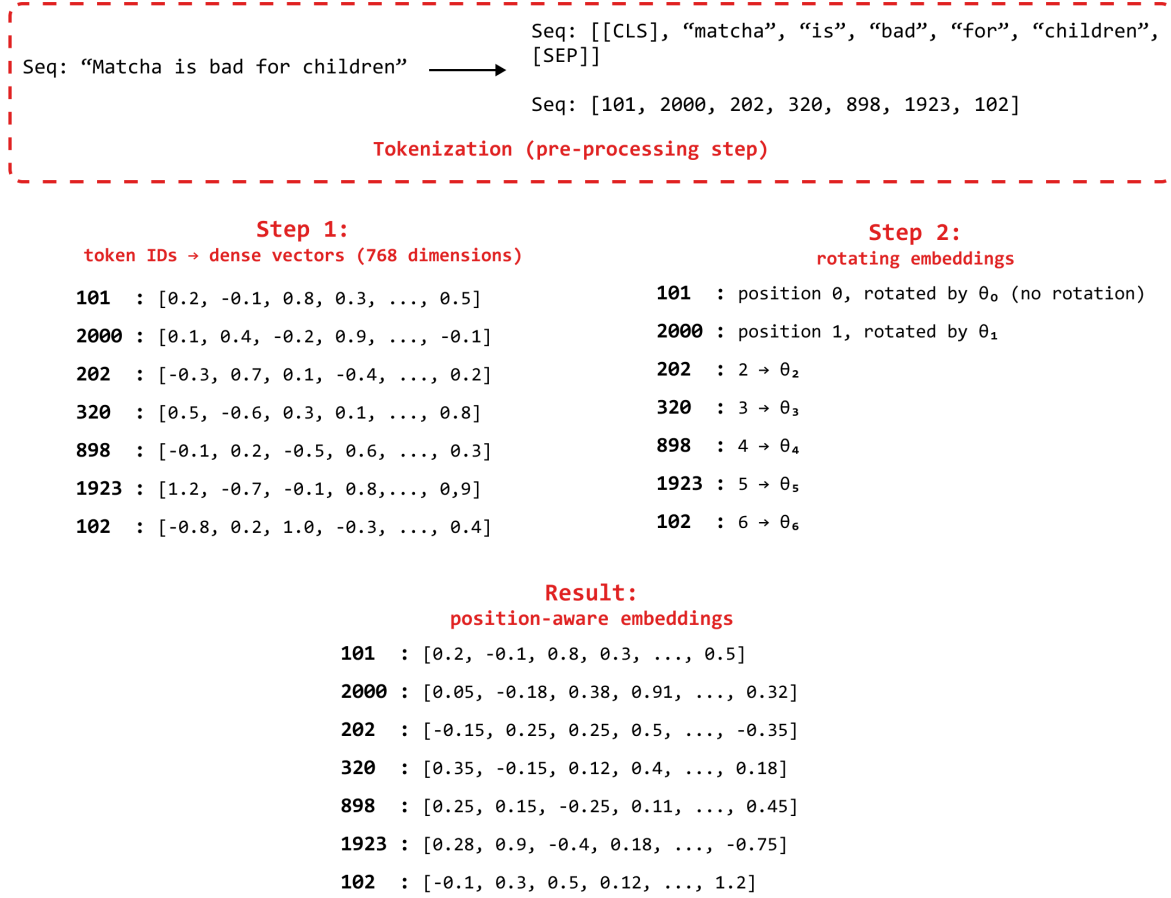 Seq: “Matcha is bad for children”
Seq: [[CLS], “matcha”, “is”, “bad”, “for”, “children”,
[SEP]]
Seq: [101, 2000, 202, 320, 898, 1923, 102]
Tokenization (pre-processing step)
Step 1:
token IDs → dense vectors (768 dimensions)
101 : [0.2, -0.1, 0.8, 0.3, ..., 0.5]
2000 : [0.1, 0.4, -0.2, 0.9, ..., -0.1]
202 : [-0.3, 0.7, 0.1, -0.4, ..., 0.2]
320 : [0.5, -0.6, 0.3, 0.1, ..., 0.8]
898 : [-0.1, 0.2, -0.5, 0.6, ..., 0.3]
1923 : [1.2, -0.7, -0.1, 0.8,..., 0,9]
102 : [-0.8, 0.2, 1.0, -0.3, ..., 0.4]
Step 2:
rotating embeddings
101 : position 0, rotated by θ₀ (no rotation)
2000 : position 1, rotated by θ₁
202 : 2 → θ₂
320 : 3 → θ₃
898 : 4 → θ₄
1923 : 5 → θ₅
102 : 6 → θ₆
Result:
position-aware embeddings
101 : [0.2, -0.1, 0.8, 0.3, ..., 0.5]
2000 : [0.05, -0.18, 0.38, 0.91, ..., 0.32]
202 : [-0.15, 0.25, 0.25, 0.5, ..., -0.35]
320 : [0.35, -0.15, 0.12, 0.4, ..., 0.18]
898 : [0.25, 0.15, -0.25, 0.11, ..., 0.45]
1923 : [0.28, 0.9, -0.4, 0.18, ..., -0.75]
102 : [-0.1, 0.3, 0.5, 0.12, ..., 1.2]